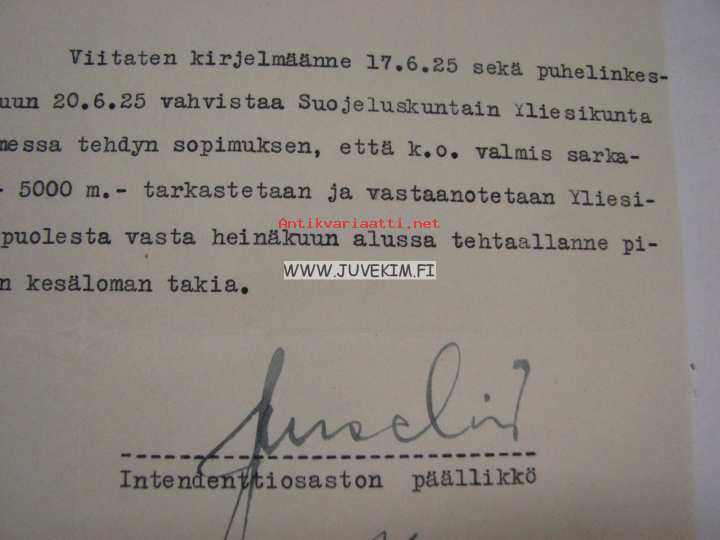 Viitaten kirjelmäänne 17.6.25 sekä puhelinkes-
uun 20.6.25 vahvistaa Suojeluskuntain Yliesikunta
messa tehdyn sopimuksen, että k.o. valmis sarka-
- 5000 m.- tarkastetaan ja vastaanotetaan Yliesi-
Antikvariaatti.net
puolesta vasta heinäkuun alussa tehtaallanne pi-
WWW.JUVEKIM.FI
n kesäloman takia.
Intendenttiosaston päällikkö